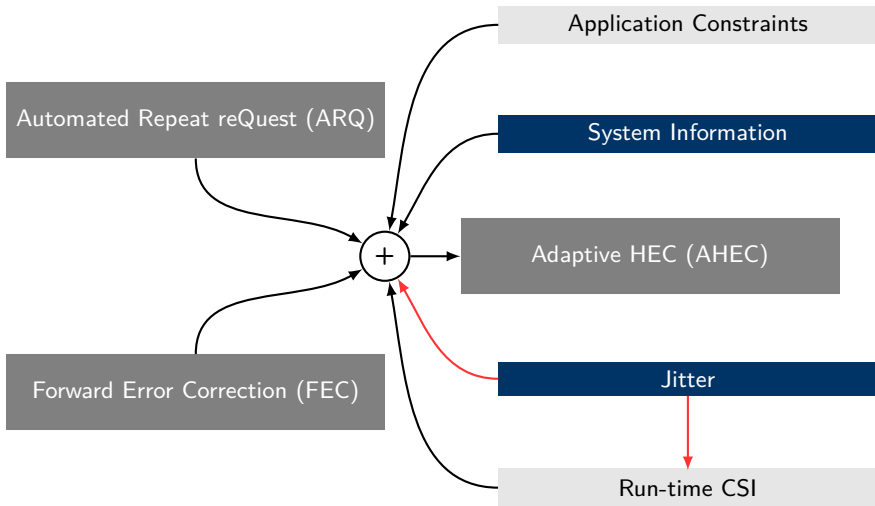 Application Constraints
Automated Repeat reQuest (ARQ)
System Information
+
Adaptive HEC (AHEC)
Jitter
Forward Error Correction (FEC)
Run-time CSI